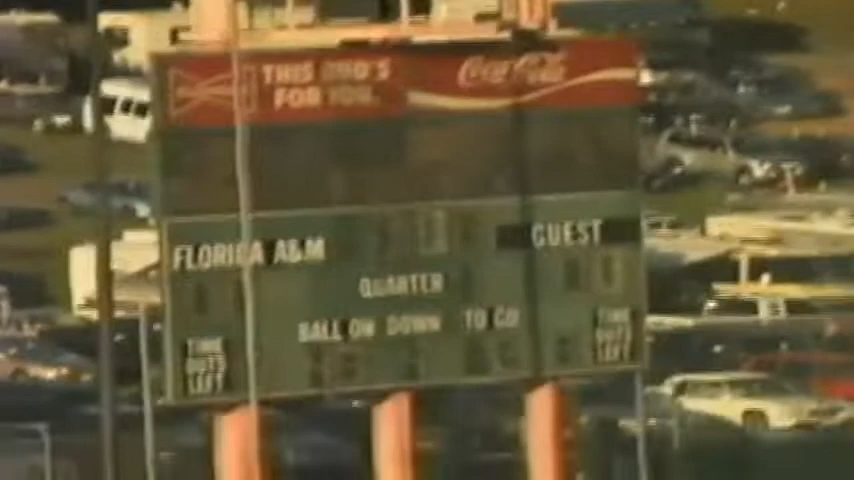 THIS BUD'S
FOR YOU.
Coca-Cola
FLORIDA A&M
GUEST
QUARTER
BALL ON DOWN TO GO
TIME
OUTS
LEFT
TIME
OUTS
LEFT